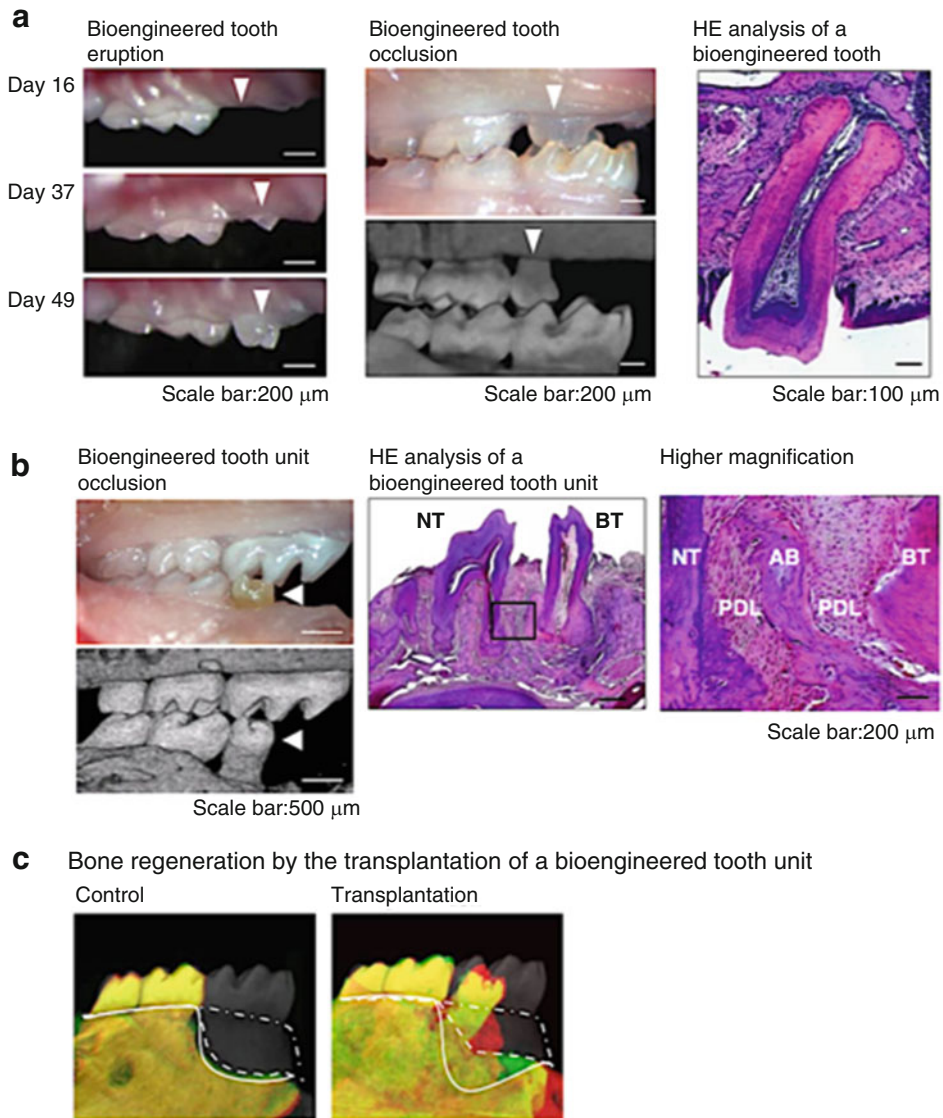 a
Bioengineered tooth
eruption
Bioengineered tooth
occlusion
HE analysis of a
bioengineered tooth
Day 16
Day 37
Day 49
Scale bar:200 μm
Scale bar:200 μm
Scale bar:100 μm
b
Bioengineered tooth unit
occlusion
HE analysis of a
bioengineered tooth unit
Higher magnification
NT
BT
NT
AB
BT
PDL
PDL
Scale bar:200 μm
Scale bar:500 μm
c
Bone regeneration by the transplantation of a bioengineered tooth unit
Control
Transplantation